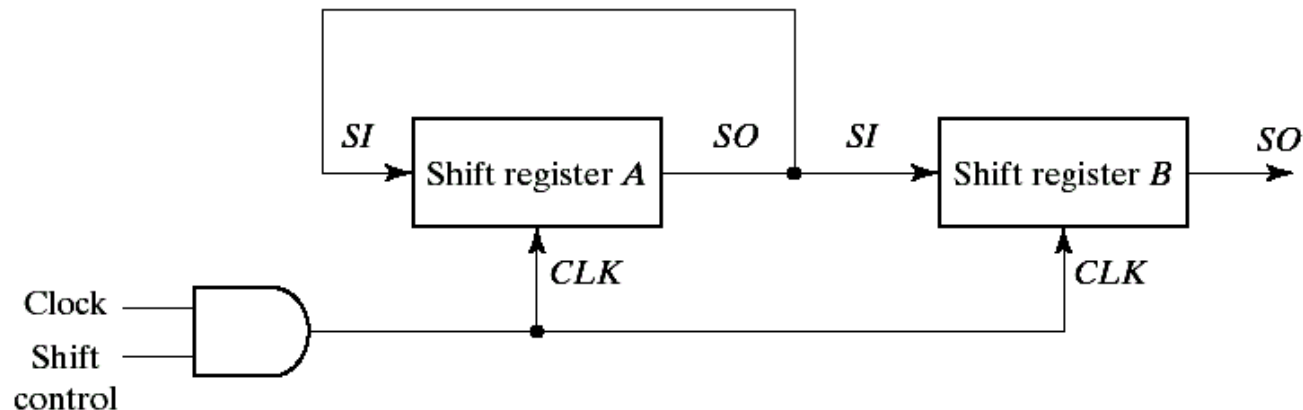 SI
SO
SI
SO
Shift register A
Shift register B
CLK
CLK
Clock
Shift
control